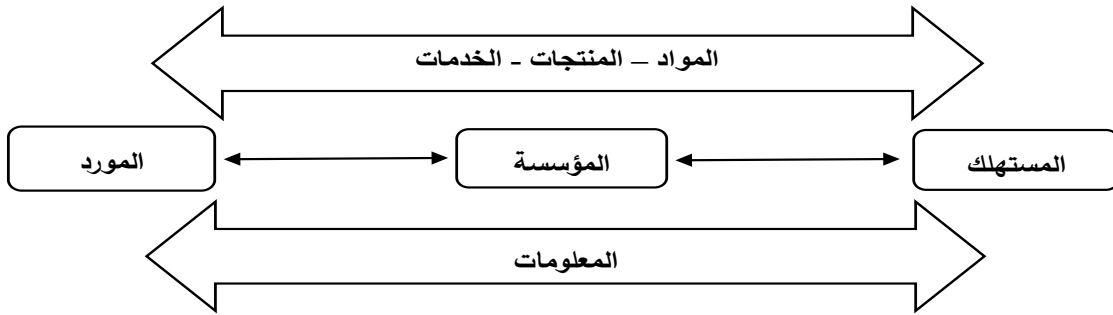 المواد – المنتجات - الخدمات
المستهلك
المؤسسة
المورد
المعلومات